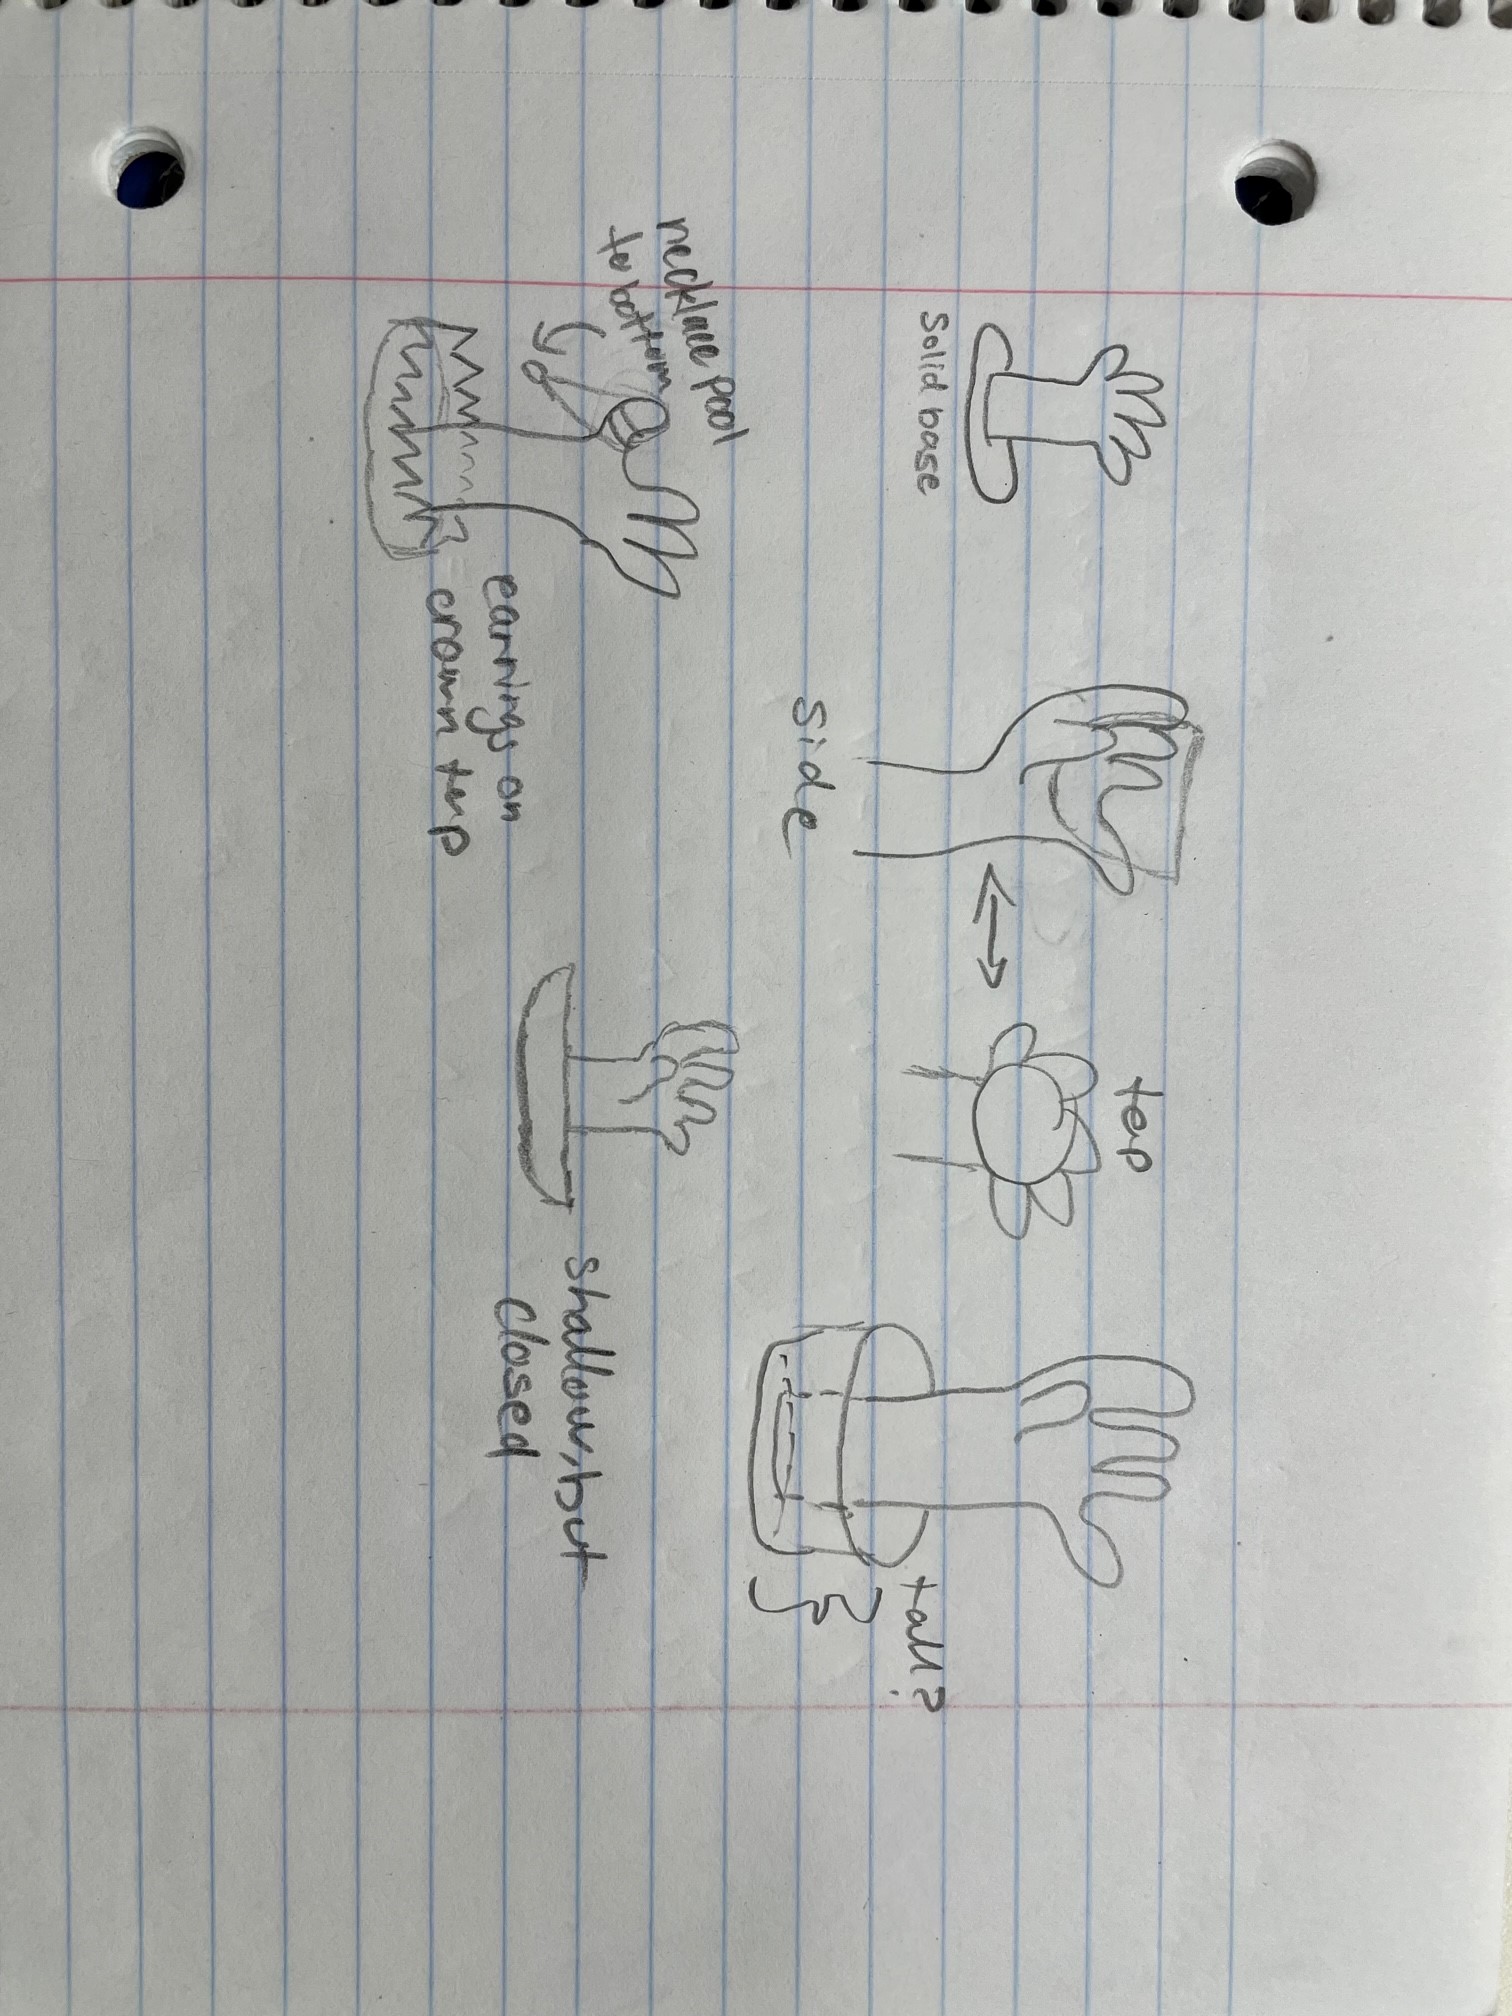 Solid base
side
top
tall?
necklace pool
to bottom
earrings on
crown top
shallow, but
closed